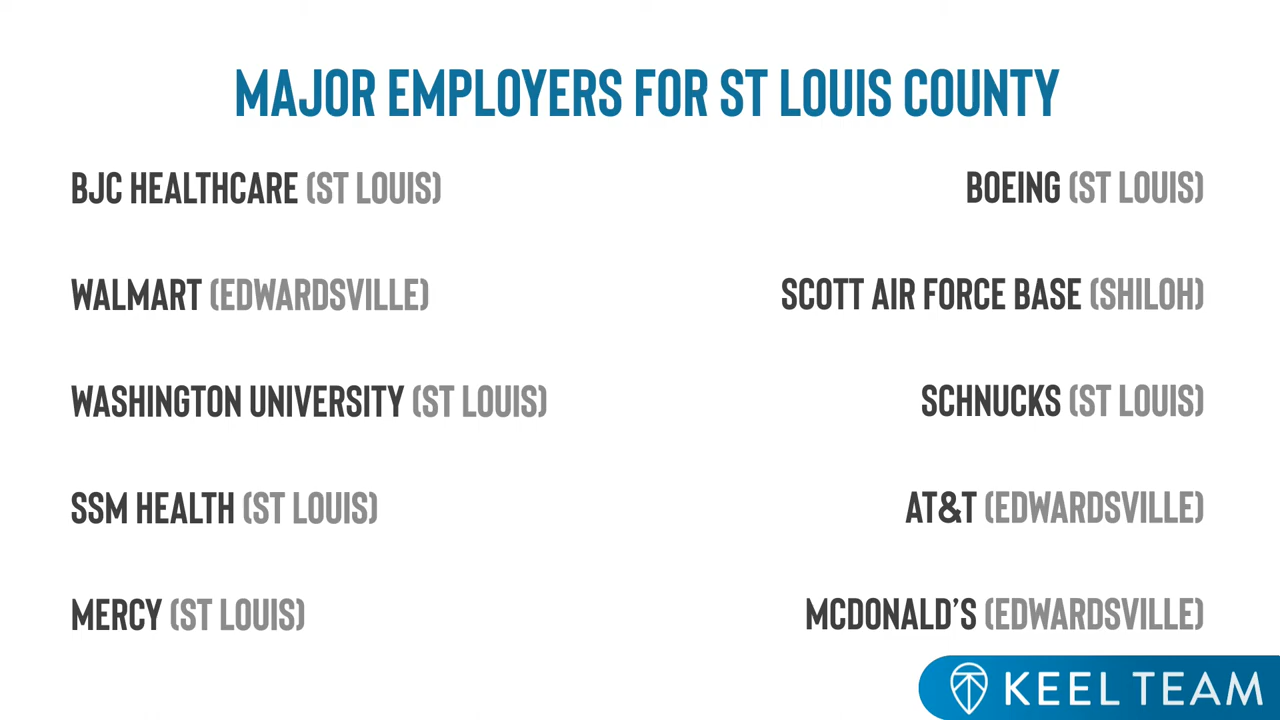 MAJOR EMPLOYERS FOR ST LOUIS COUNTY
BJC HEALTHCARE (ST LOUIS)
BOEING (ST LOUIS)
WALMART (EDWARDSVILLE)
SCOTT AIR FORCE BASE (SHILOH)
WASHINGTON UNIVERSITY (ST LOUIS)
SCHNUCKS (ST LOUIS)
SSM HEALTH (ST LOUIS)
AT&T (EDWARDSVILLE)
MERCY (ST LOUIS)
MCDONALD'S (EDWARDSVILLE)
KEEL TEAM